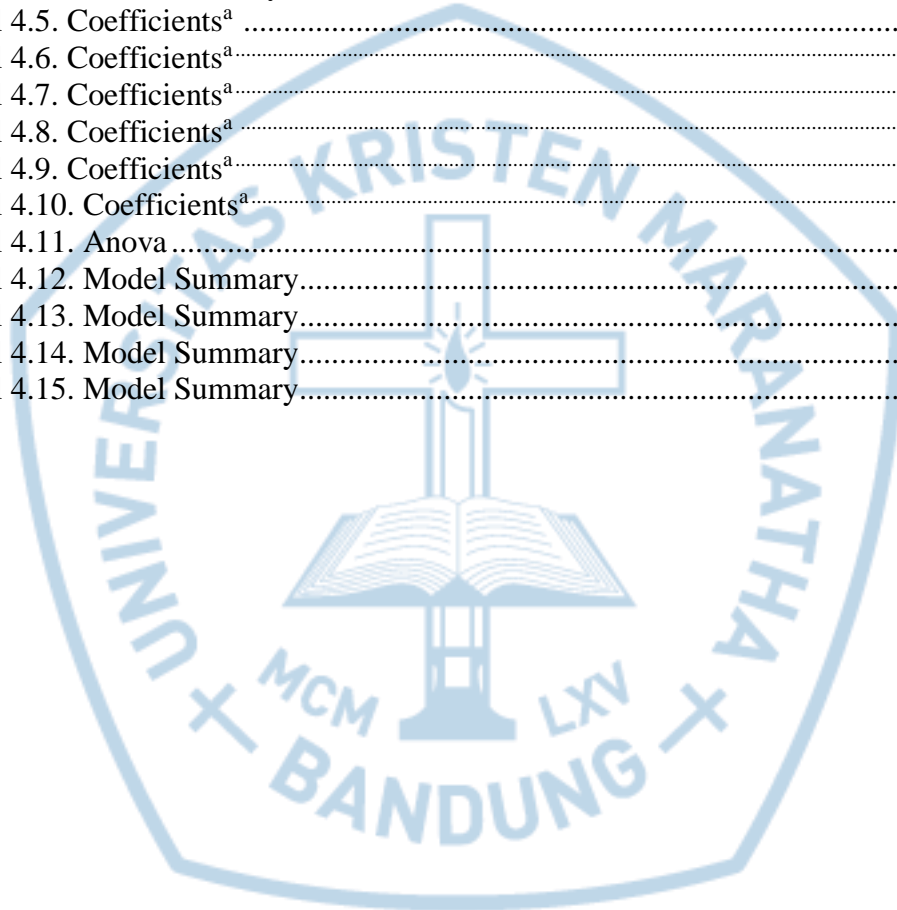 l 4.5. Coefficientsᵃ ..........................................................................
l 4.6. Coefficientsᵃ ..........................................................................
l 4.7. Coefficientsᵃ ..........................................................................
l 4.8. Coefficientsᵃ ..........................................................................
l 4.9. Coefficientsᵃ ..........................................................................
l 4.10. Coefficientsᵃ ........................................................................
l 4.11. Anova ..................................................................................
l 4.12. Model Summary....................................................................
l 4.13. Model Summary....................................................................
l 4.14. Model Summary....................................................................
l 4.15. Model Summary....................................................................
UNIVERSITAS KRISTEN MARANATHA
MCM LXV
BANDUNG